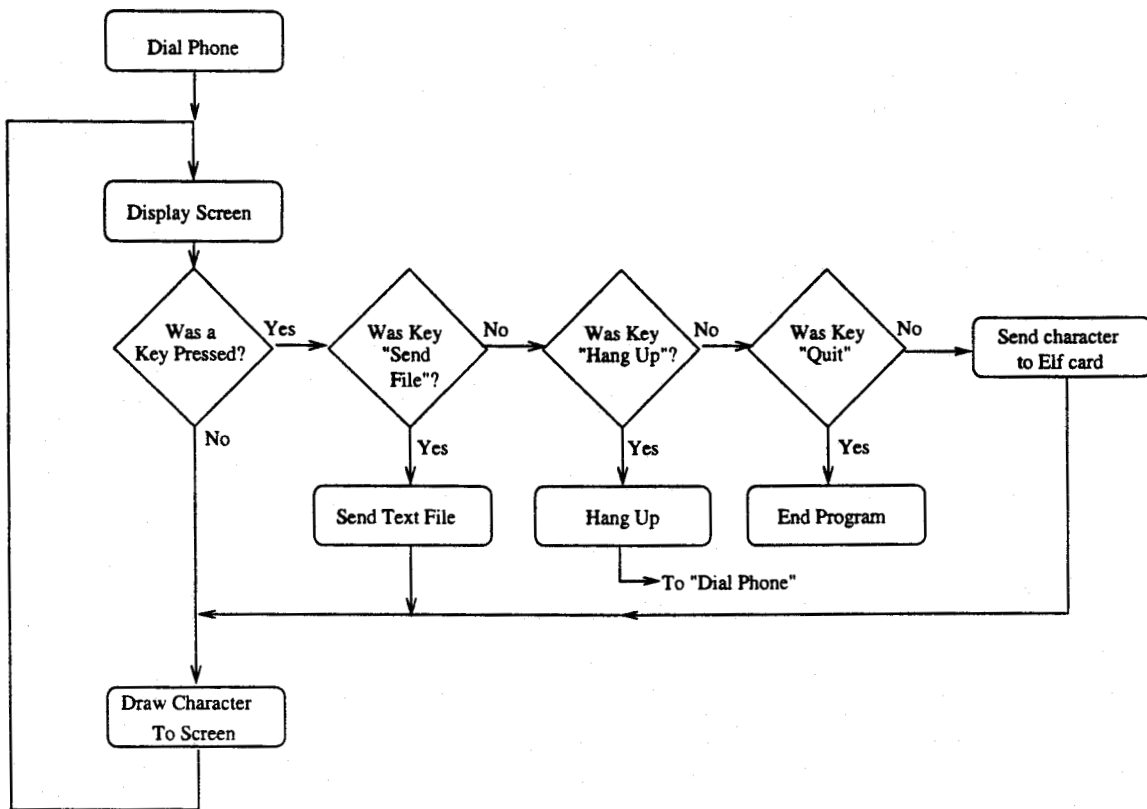 Dial Phone
Display Screen
Was a
Key Pressed?
Yes
No
Was Key
"Send
File"?
No
Yes
Was Key
"Hang Up"?
No
Yes
Was Key
"Quit"
No
Yes
Send character
to Elf card
Send Text File
Hang Up
End Program
To "Dial Phone"
Draw Character
To Screen